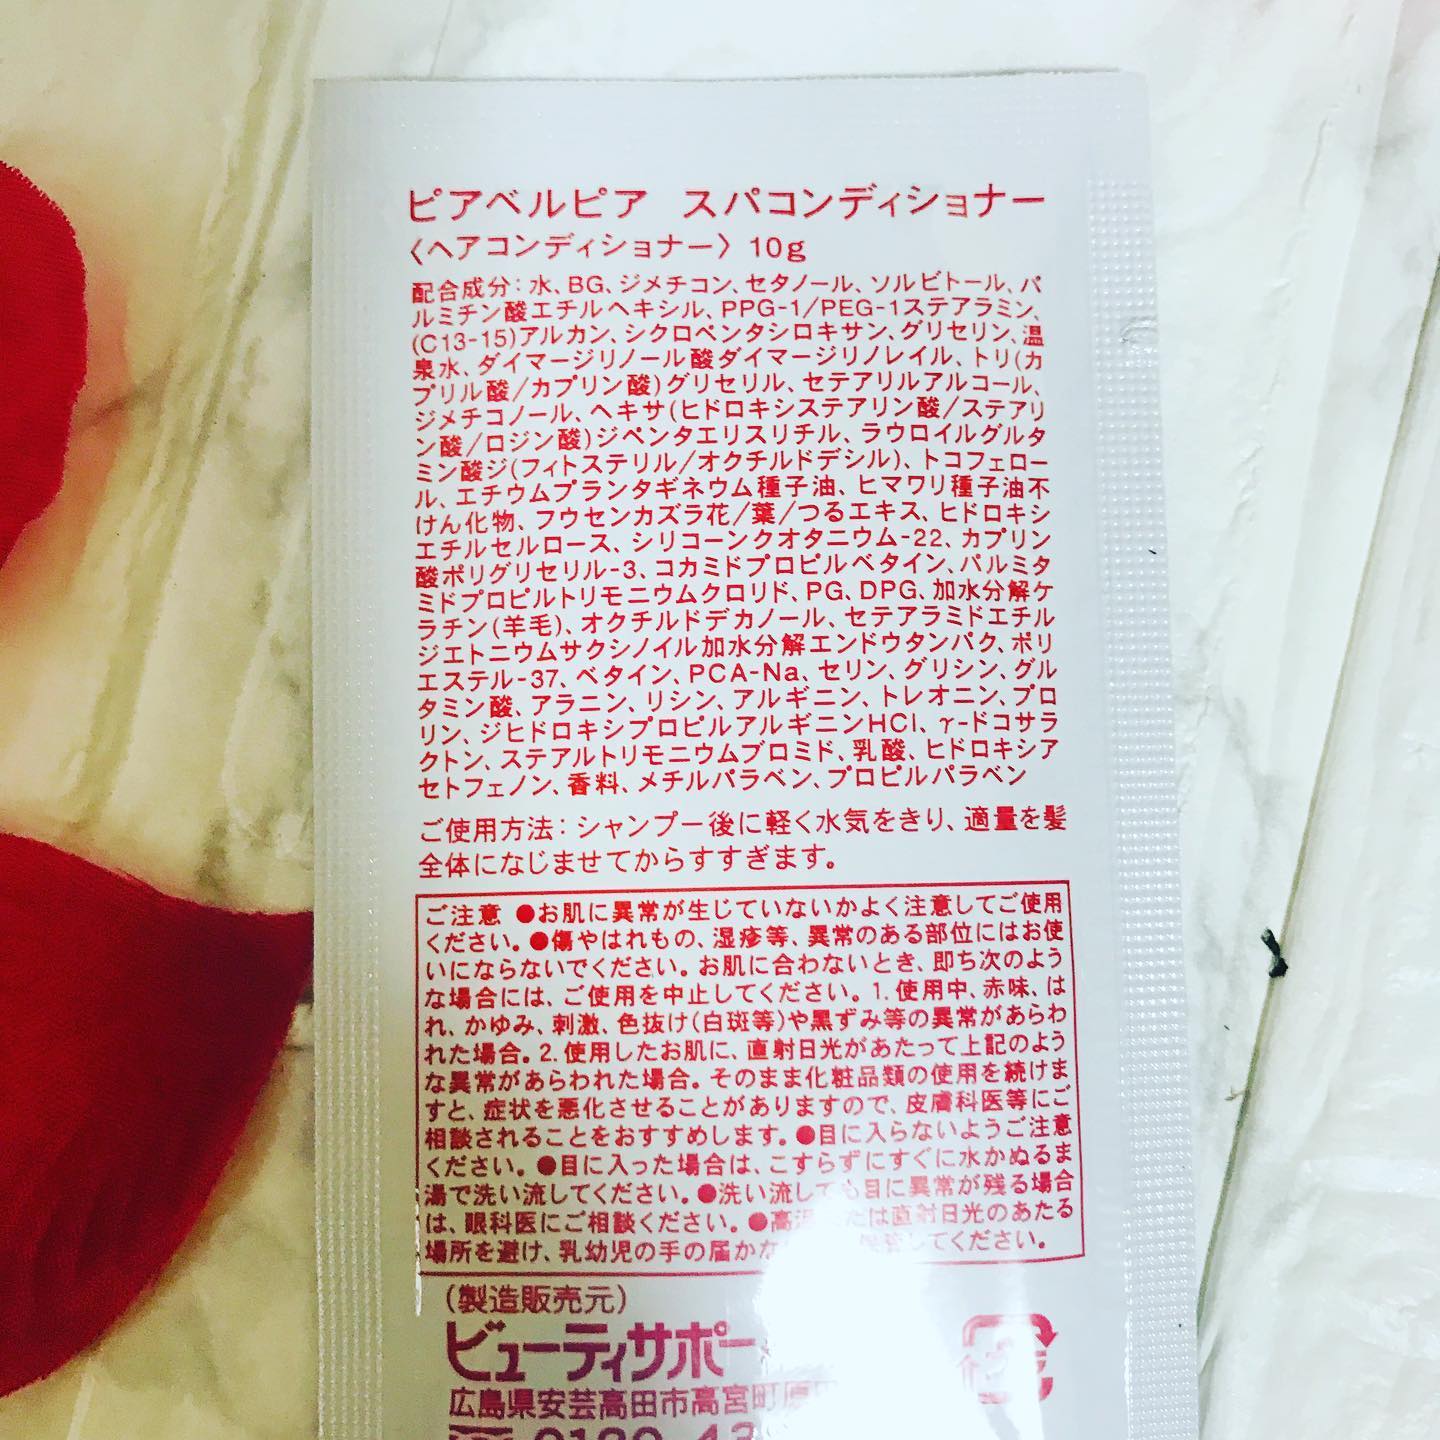 ピアベルピア スパコンディショナー
〈ヘアコンディショナー〉10g
配合成分：水、BG、ジメチコン、セタノール、ソルビトール、パ
ルミチン酸エチルヘキシル、PPG-1/PEG-1ステアラミン、
(C13-15)アルカン、シクロペンタシロキサン、グリセリン、温
泉水、ダイマージリノール酸ダイマージリノレイル、トリ(カ
プリル酸/カプリン酸)グリセリル、セテアリルアルコール、
ジメチコノール、ヘキサ(ヒドロキシステアリン酸/ステアリ
ン酸/ロジン酸)ジペンタエリスリチル、ラウロイルグルタ
ミン酸ジ(フィトステリル/オクチルドデシル)、トコフェロー
ル、エチウムプランタギネウム種子油、ヒマワリ種子油不
けん化物、フウセンカズラ花/葉/つるエキス、ヒドロキシ
エチルセルロース、シリコーンクオタニウム-22、カプリン
酸ポリグリセリル-3、コカミドプロピルベタイン、パルミタ
ミドプロピルトリモニウムクロリド、PG、DPG、加水分解ケ
ラチン(羊毛)、オクチルドデカノール、セテアラミドエチル
ジエトニウムサクシノイル加水分解エンドウタンパク、ポリ
エステル-37、ベタイン、PCA-Na、セリン、グリシン、グル
タミン酸、アラニン、リシン、アルギニン、トレオニン、プロ
リン、ジヒドロキシプロピルアルギニンHCl、γ-ドコサラ
クトン、ステアルトリモニウムブロミド、乳酸、ヒドロキシア
セトフェノン、香料、メチルパラベン、プロピルパラベン
ご使用方法：シャンプー後に軽く水気をきり、適量を髪
全体になじませてからすすぎます。
ご注意 ●お肌に異常が生じていないかよく注意してご使用
ください。●傷やはれもの、湿疹等、異常のある部位にはお使
いにならないでください。お肌に合わないとき、即ち次のよう
な場合には、ご使用を中止してください。1.使用中、赤味、は
れ、かゆみ、刺激、色抜け(白斑等)や黒ずみ等の異常があらわ
れた場合。2.使用したお肌に、直射日光があたって上記のよう
な異常があらわれた場合。そのまま化粧品類の使用を続けま
すと、症状を悪化させることがありますので、皮膚科医等にご
相談されることをおすすめします。●目に入らないようご注意
ください。●目に入った場合は、こすらずにすぐに水かぬるま
湯で洗い流してください。●洗い流しても目に異常が残る場合
は、眼科医にご相談ください。●高温または直射日光のあたる
場所を避け、乳幼児の手の届かな してください。
(製造販売元)
ビューティサポー
広島県安芸高田市高宮町原田
0120-43